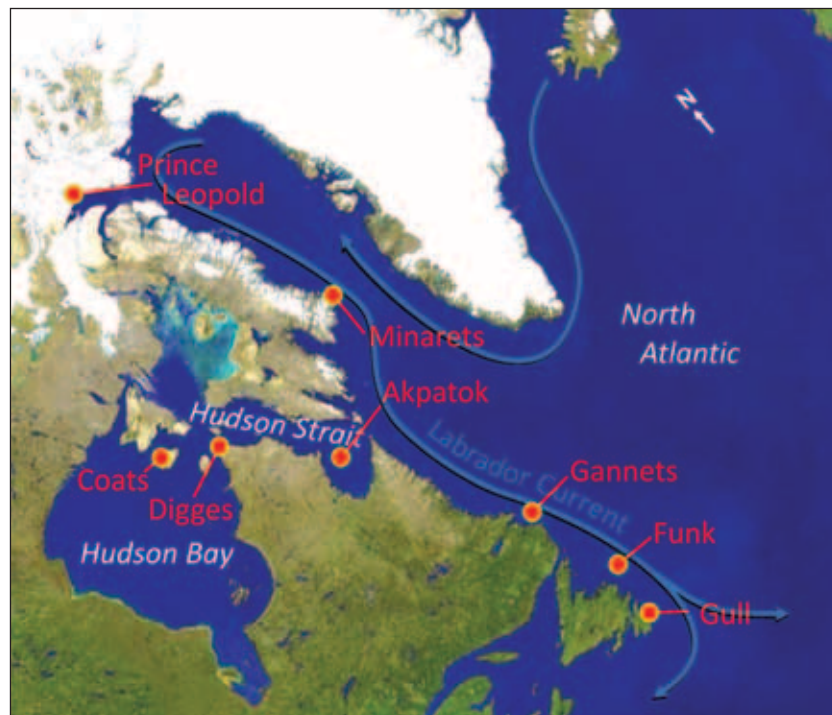 N
Prince
Leopold
North
Atlantic
Minarets
Akpatok
Hudson Strait
Labrador Current
Coats
Digges
Gannets
Hudson Bay
Funk
Gull